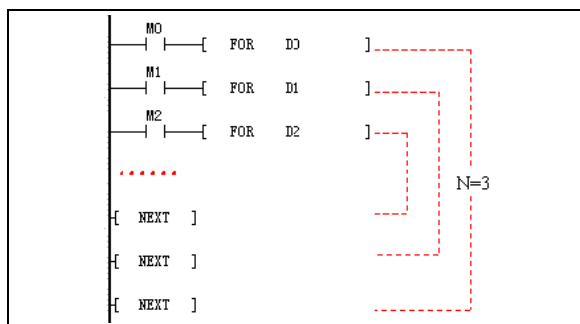 M0
[ FOR D0 ]
M1
[ FOR D1 ]
M2
[ FOR D2 ]
......
N=3
[ NEXT ]
[ NEXT ]
[ NEXT ]